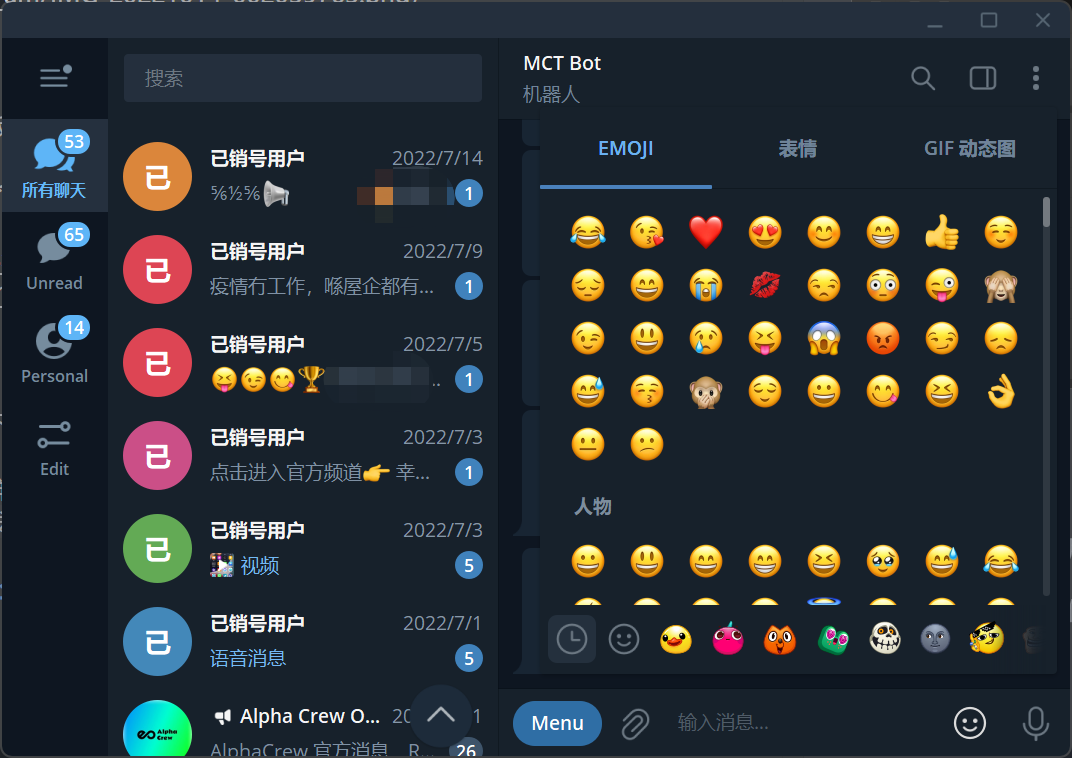 搜索
53
所有聊天
65
Unread
14
Personal
Edit
已
已销号用户
2022/7/14
⅚½⅚📢
1
已
已销号用户
2022/7/9
疫情冇工作，喺屋企都有...
1
已
已销号用户
2022/7/5
😝😉😋🏆
..
1
已
已销号用户
2022/7/3
点击进入官方频道👉 幸...
1
已
已销号用户
2022/7/3
视频
5
已
已销号用户
2022/7/1
语音消息
5
Alpha Crew
Alpha Crew O...
20
1
AlphaCrew 官方消息
R...
26
MCT Bot
机器人
EMOJI
表情
GIF 动态图
人物
Menu
输入消息...